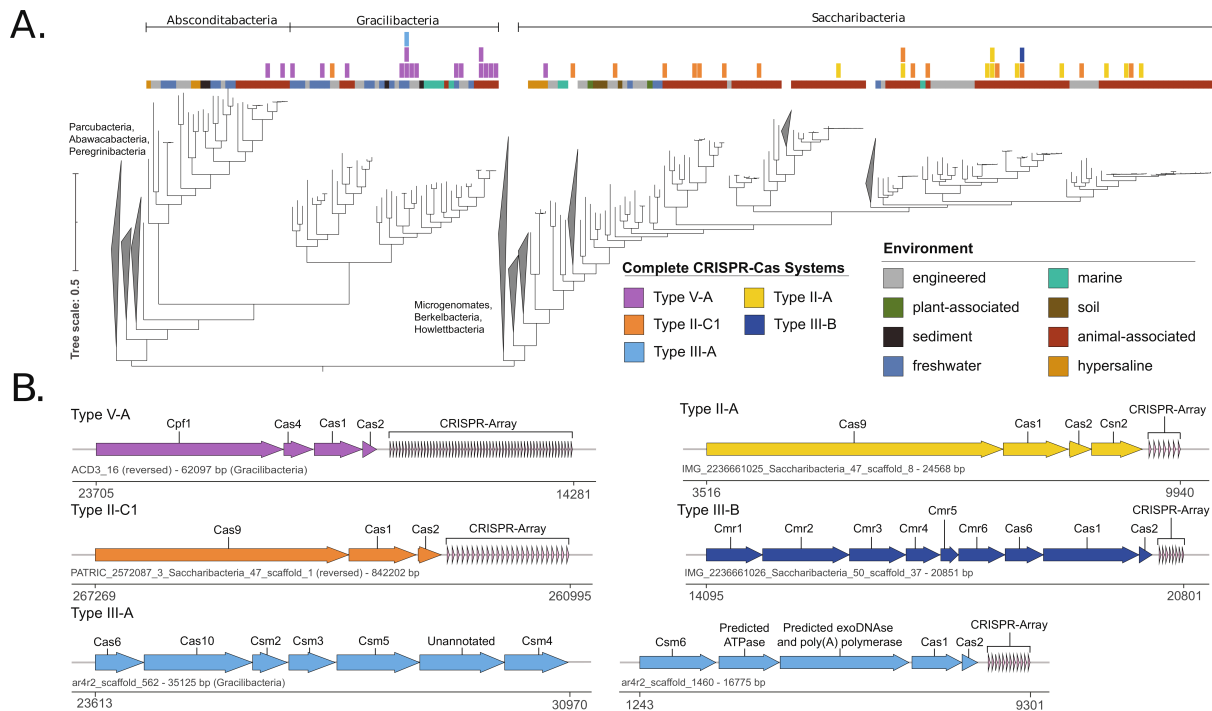 A.
Absconditabacteria
Gracilibacteria
Saccharibacteria
Parcubacteria,
Abawacabacteria,
Peregrinibacteria
Tree scale: 0.5
Microgenomates,
Berkelbacteria,
Howlettbacteria
Complete CRISPR-Cas Systems
Type V-A
Type II-A
Type II-C1
Type III-B
Type III-A
Environment
engineered
marine
plant-associated
soil
sediment
animal-associated
freshwater
hypersaline
B.
Type V-A
Cpf1 Cas4 Cas1 Cas2 CRISPR-Array
ACD3_16 (reversed) - 62097 bp (Gracilibacteria)
23705 14281
Type II-A
Cas9 Cas1 Cas2 Csn2 CRISPR-Array
IMG_2236661025_Saccharibacteria_47_scaffold_8 - 24568 bp
3516 9940
Type II-C1
Cas9 Cas1 Cas2 CRISPR-Array
PATRIC_2572087_3_Saccharibacteria_47_scaffold_1 (reversed) - 842202 bp
267269 260995
Type III-B
Cmr1 Cmr2 Cmr3 Cmr4 Cmr5 Cmr6 Cas6 Cas1 Cas2 CRISPR-Array
IMG_2236661026_Saccharibacteria_50_scaffold_37 - 20851 bp
14095 20801
Type III-A
Cas6 Cas10 Csm2 Csm3 Csm5 Unannotated Csm4
ar4r2_scaffold_562 - 35125 bp (Gracilibacteria)
23613 30970
Csm6
Predicted
ATPase
Predicted exoDNAse
and poly(A) polymerase
Cas1 Cas2 CRISPR-Array
ar4r2_scaffold_1460 - 16775 bp
1243 9301